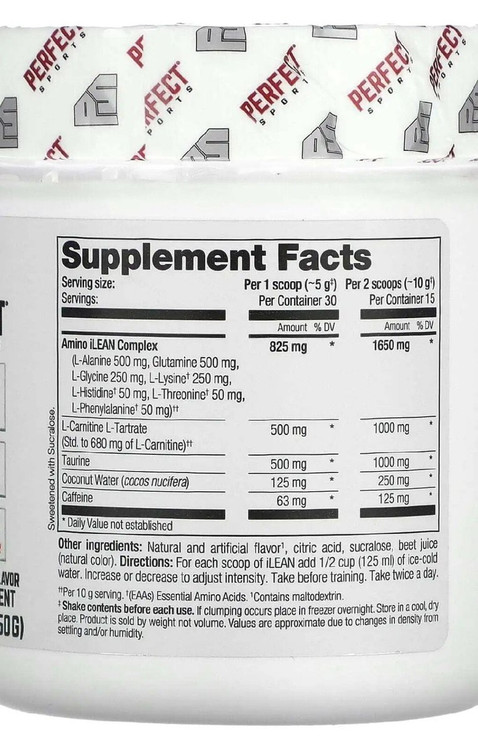 PERFECT
SPORTS
PERFECT
SPORTS
PERFECT
SPORTS
PERFECT
SPORTS
PERFECT
SPORTS
Supplement Facts
Serving size: Per 1 scoop (~5 g‡) Per 2 scoops (~10 g‡)
Servings: Per Container 30 Per Container 15
Amount % DV Amount % DV
Amino iLEAN Complex 825 mg * 1650 mg *
(L-Alanine 500 mg, Glutamine 500 mg,
L-Glycine 250 mg, L-Lysine† 250 mg,
L-Histidine† 50 mg, L-Threonine† 50 mg,
L-Phenylalanine† 50 mg)††
L-Carnitine L-Tartrate 500 mg * 1000 mg *
(Std. to 680 mg of L-Carnitine)††
Taurine 500 mg * 1000 mg *
Coconut Water (cocos nucifera) 125 mg * 250 mg *
Caffeine 63 mg * 125 mg *
* Daily Value not established
Sweetened with Sucralose.
Other ingredients: Natural and artificial flavor¹, citric acid, sucralose, beet juice
(natural color). Directions: For each scoop of iLEAN add 1/2 cup (125 ml) of ice-cold
water. Increase or decrease to adjust intensity. Take before training. Take twice a day.
††Per 10 g serving. †(EAAs) Essential Amino Acids. ¹Contains maltodextrin.
‡ Shake contents before each use. If clumping occurs place in freezer overnight. Store in a cool, dry
place. Product is sold by weight not volume. Values are approximate due to changes in density from
settling and/or humidity.
T
AVOR
ENT
50G)